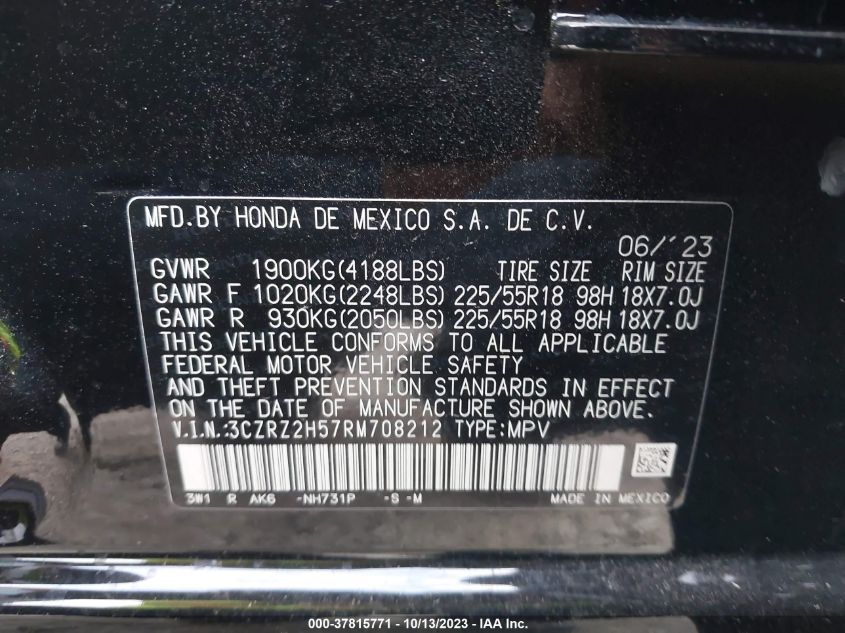 MFD.BY HONDA DE MEXICO S.A. DE C.V.
06/'23
GVWR 1900KG(4188LBS) TIRE SIZE RIM SIZE
GAWR F 1020KG(2248LBS) 225/55R18 98H 18X7.0J
GAWR R 930KG(2050LBS) 225/55R18 98H 18X7.0J
THIS VEHICLE CONFORMS TO ALL APPLICABLE
FEDERAL MOTOR VEHICLE SAFETY
AND THEFT PREVENTION STANDARDS IN EFFECT
ON THE DATE OF MANUFACTURE SHOWN ABOVE.
V.I.N.:3CZRZ2H57RM708212 TYPE:MPV
3W1 R AK6 -NH731P -S -M MADE IN MEXICO
000-37815771 - 10/13/2023 - IAA Inc.